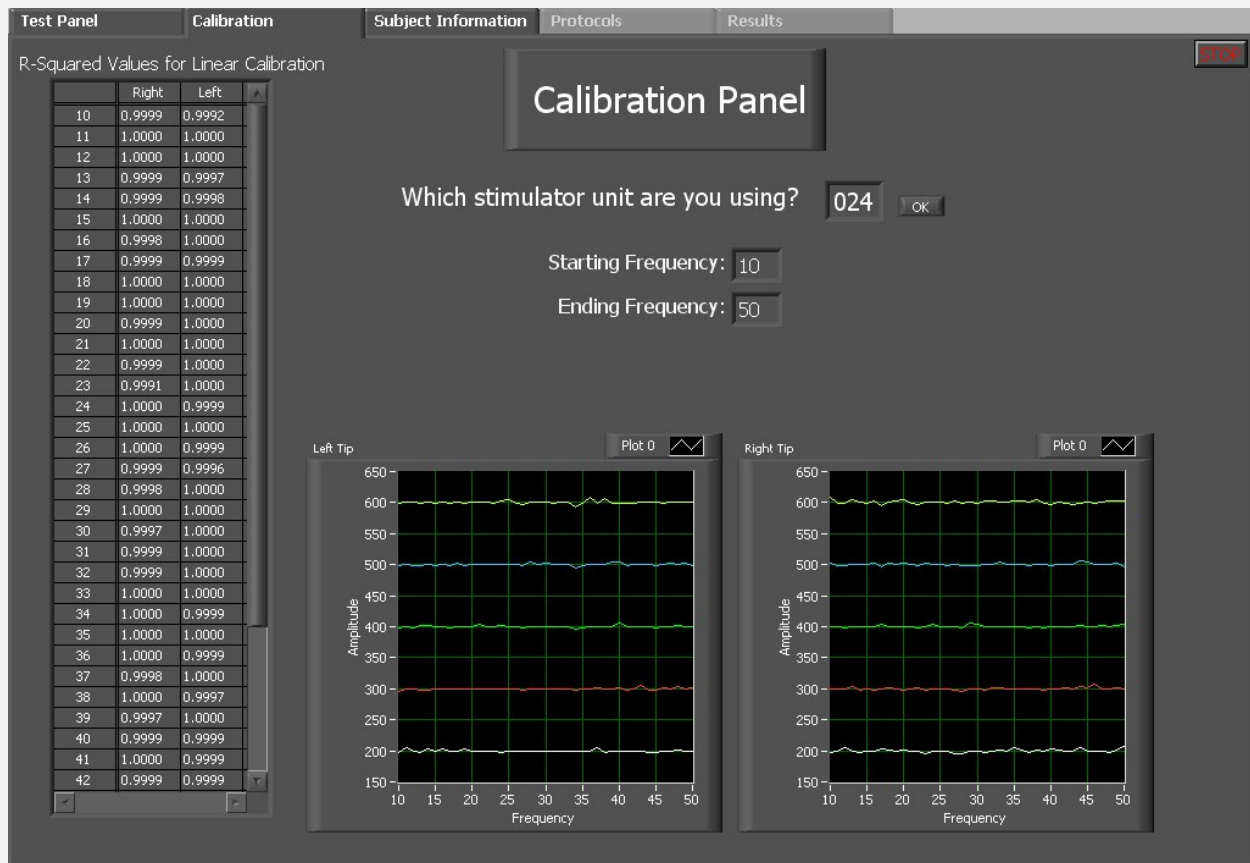 Test Panel Calibration Subject Information Protocols Results
STOP
R-Squared Values for Linear Calibration
Right Left
10 0.9999 0.9992
11 1.0000 1.0000
12 1.0000 1.0000
13 0.9999 0.9997
14 0.9999 0.9998
15 1.0000 1.0000
16 0.9998 1.0000
17 0.9999 0.9999
18 1.0000 1.0000
19 1.0000 1.0000
20 0.9999 1.0000
21 1.0000 1.0000
22 0.9999 1.0000
23 0.9991 1.0000
24 1.0000 0.9999
25 1.0000 1.0000
26 1.0000 0.9999
27 0.9999 0.9996
28 0.9998 1.0000
29 1.0000 1.0000
30 0.9997 1.0000
31 0.9999 1.0000
32 0.9999 1.0000
33 1.0000 1.0000
34 1.0000 0.9999
35 1.0000 1.0000
36 1.0000 0.9999
37 0.9998 1.0000
38 1.0000 0.9997
39 0.9997 1.0000
40 0.9999 0.9999
41 1.0000 0.9999
42 0.9999 0.9999
Calibration Panel
Which stimulator unit are you using? 024 OK
Starting Frequency: 10
Ending Frequency: 50
Left Tip Plot 0
650
600
550
500
450
400
350
300
250
200
150
Amplitude
10 15 20 25 30 35 40 45 50
Frequency
Right Tip Plot 0
650
600
550
500
450
400
350
300
250
200
150
Amplitude
10 15 20 25 30 35 40 45 50
Frequency